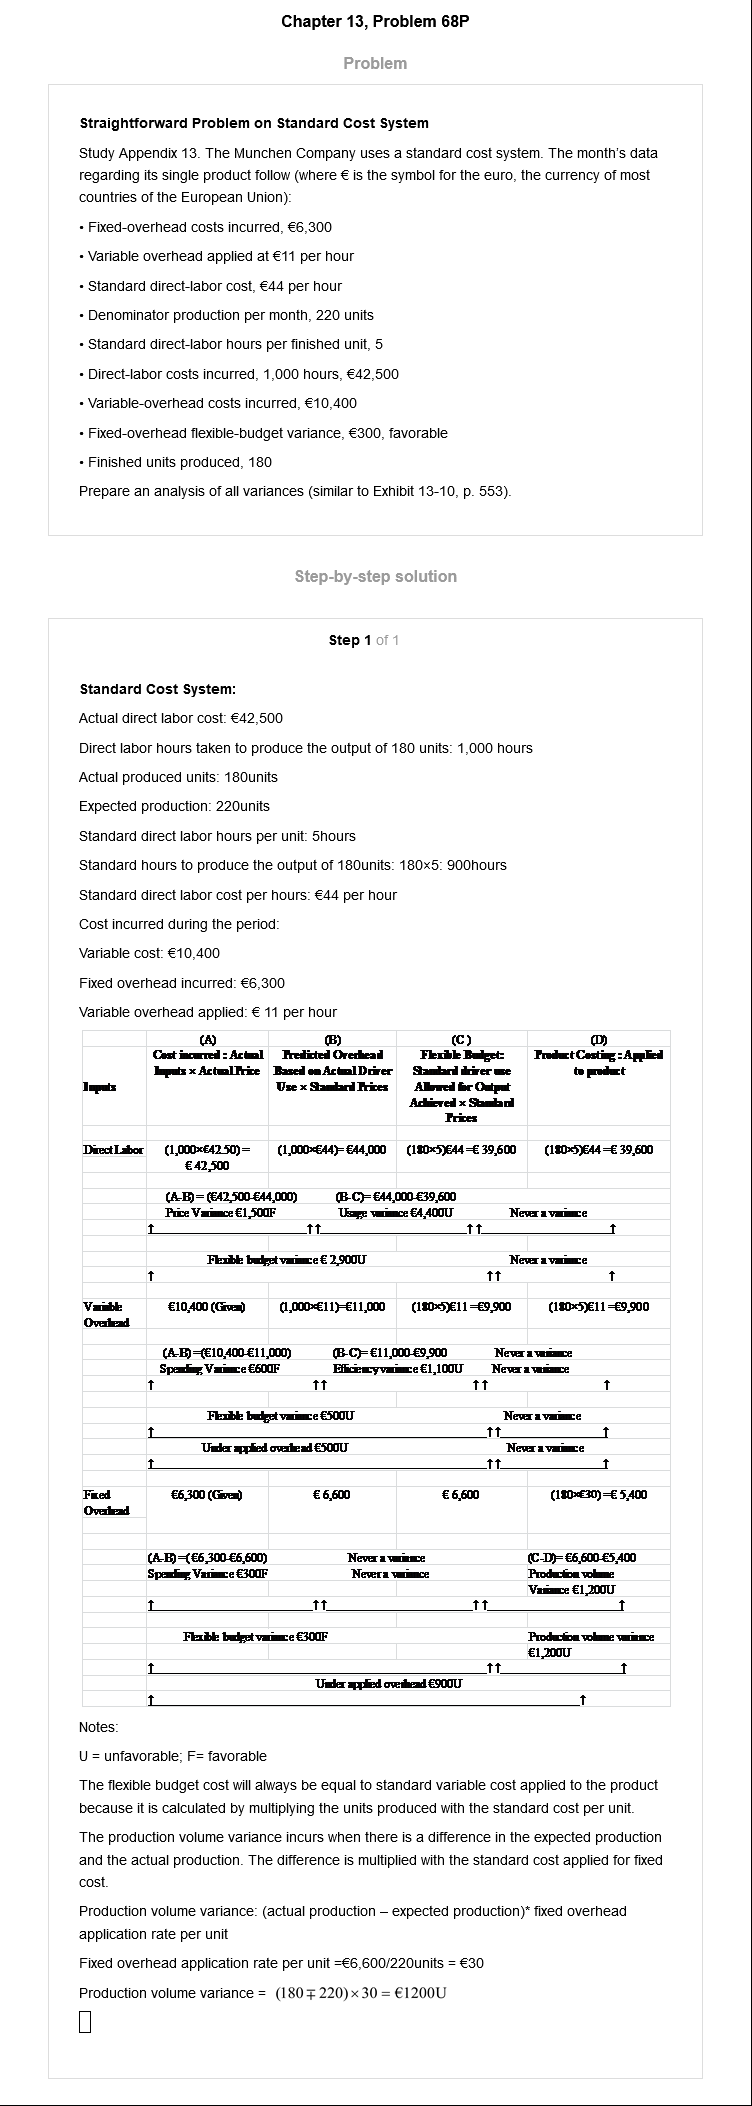 Chapter 13, Problem 68P
Problem
Straightforward Problem on Standard Cost System
Study Appendix 13. The Munchen Company uses a standard cost system. The month's data
regarding its single product follow (where € is the symbol for the euro, the currency of most
countries of the European Union):
• Fixed-overhead costs incurred, €6,300
• Variable overhead applied at €11 per hour
• Standard direct-labor cost, €44 per hour
• Denominator production per month, 220 units
• Standard direct-labor hours per finished unit, 5
• Direct-labor costs incurred, 1,000 hours, €42,500
• Variable-overhead costs incurred, €10,400
• Fixed-overhead flexible-budget variance, €300, favorable
• Finished units produced, 180
Prepare an analysis of all variances (similar to Exhibit 13-10, p. 553).
Step-by-step solution
Step 1 of 1
Standard Cost System:
Actual direct labor cost: €42,500
Direct labor hours taken to produce the output of 180 units: 1,000 hours
Actual produced units: 180units
Expected production: 220units
Standard direct labor hours per unit: 5hours
Standard hours to produce the output of 180units: 180×5: 900hours
Standard direct labor cost per hours: €44 per hour
Cost incurred during the period:
Variable cost: €10,400
Fixed overhead incurred: €6,300
Variable overhead applied: € 11 per hour
(A) (B) (C ) (D)
Cost incurred : Actual Predicted Overhead Flexible Budget: Product Costing : Applied
Inputs × Actual Price Based on Actual Driver Standard driver use to product
Inputs Use × Standard Prices Allowed for Output
Achieved × Standard
Prices
Direct Labor (1,000×€42.50) = (1,000×€44)= €44,000 (180×5)€44 =€ 39,600 (180×5)€44 =€ 39,600
€ 42,500
(A-B) = (€42,500-€44,000) (B-C)= €44,000-€39,600
Price Variance €1,500F Usage variance €4,400U Never a variance
↑ ↑↑ ↑↑ ↑
Flexible budget variance € 2,900U Never a variance
↑ ↑↑ ↑
Variable €10,400 (Given) (1,000×€11)=€11,000 (180×5)€11 =€9,900 (180×5)€11 =€9,900
Overhead
(A-B) =(€10,400-€11,000) (B-C)= €11,000-€9,900 Never a variance
Spending Variance €600F Efficiency variance €1,100U Never a variance
↑ ↑↑ ↑↑ ↑
Flexible budget variance €500U Never a variance
↑ ↑↑ ↑
Under applied overhead €500U Never a variance
↑ ↑↑ ↑
Fixed €6,300 (Given) € 6,600 € 6,600 (180×€30) =€ 5,400
Overhead
(A-B) =(€6,300-€6,600) Never a variance (C-D)= €6,600-€5,400
Spending Variance €300F Never a variance Production volume
Variance €1,200U
↑ ↑↑ ↑↑ ↑
Flexible budget variance €300F Production volume variance
€1,200U
↑ ↑↑ ↑
Under applied overhead €900U
↑ ↑
Notes:
U = unfavorable; F= favorable
The flexible budget cost will always be equal to standard variable cost applied to the product
because it is calculated by multiplying the units produced with the standard cost per unit.
The production volume variance incurs when there is a difference in the expected production
and the actual production. The difference is multiplied with the standard cost applied for fixed
cost.
Production volume variance: (actual production – expected production)* fixed overhead
application rate per unit
Fixed overhead application rate per unit =€6,600/220units = €30
Production volume variance = (180∓220)×30 = €1200U